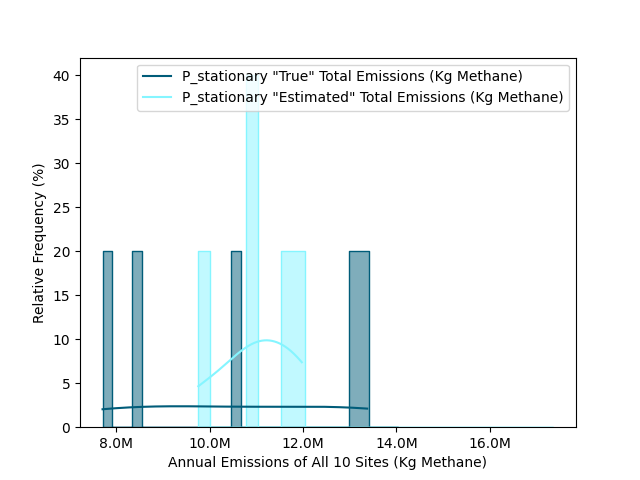 P_stationary "True" Total Emissions (Kg Methane)
P_stationary "Estimated" Total Emissions (Kg Methane)
40
35
30
25
20
15
10
5
0
Relative Frequency (%)
8.0M 10.0M 12.0M 14.0M 16.0M
Annual Emissions of All 10 Sites (Kg Methane)